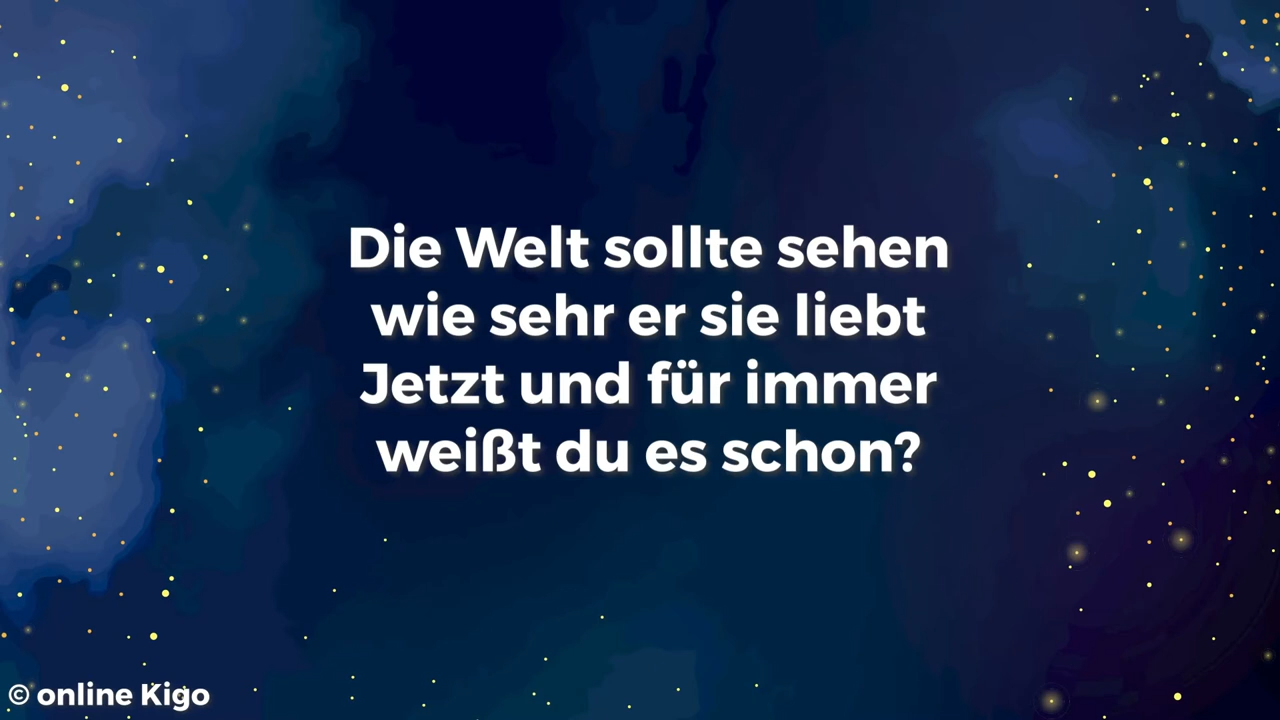 Die Welt sollte sehen
wie sehr er sie liebt
Jetzt und für immer
weißt du es schon?
© online Kigo